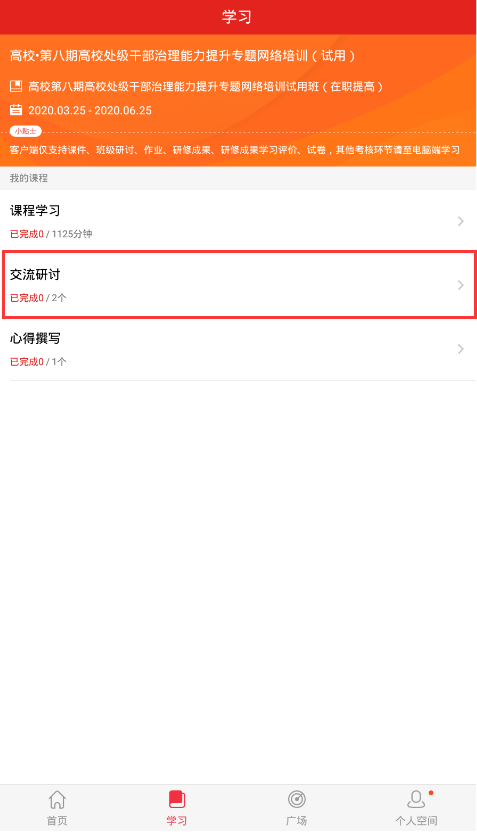 学习
高校•第八期高校处级干部治理能力提升专题网络培训（试用）
高校第八期高校处级干部治理能力提升专题网络培训试用班（在职提高）
2020.03.25 - 2020.06.25
小贴士
客户端仅支持课件、班级研讨、作业、研修成果、研修成果学习评价、试卷，其他考核环节请至电脑端学习
我的课程
课程学习
已完成0 / 1125分钟
交流研讨
已完成0 / 2个
心得撰写
已完成0 / 1个
首页 学习 广场 个人空间